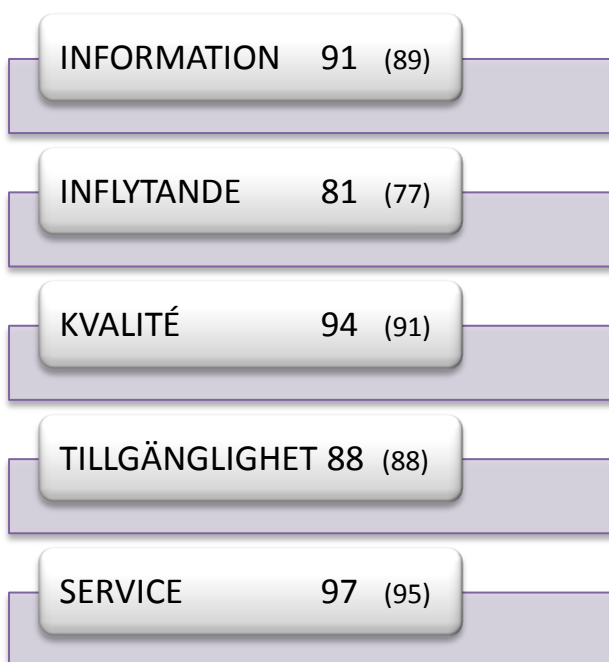 INFORMATION 91 (89)
INFLYTANDE 81 (77)
KVALITÉ 94 (91)
TILLGÄNGLIGHET 88 (88)
SERVICE 97 (95)